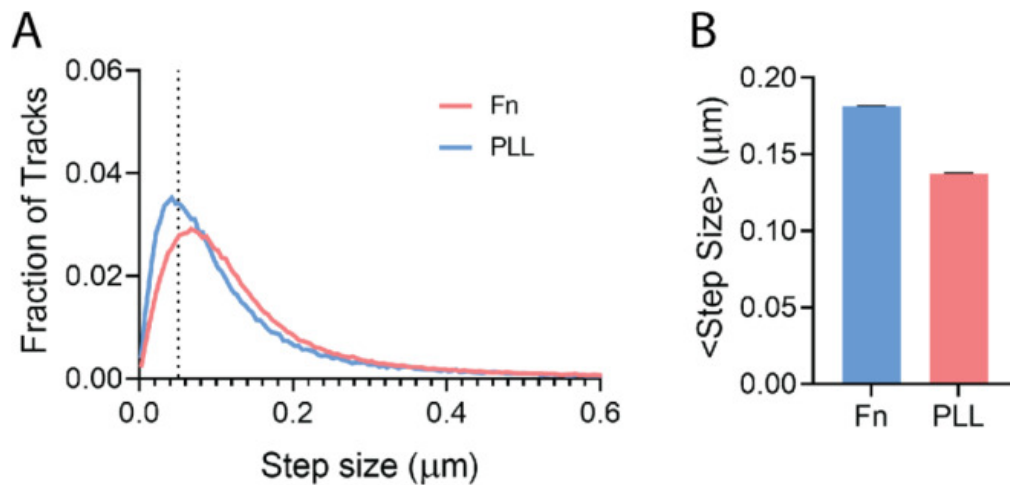 A
Fraction of Tracks
0.06
0.04
0.02
0.00
0.0
0.2
0.4
0.6
Step size (μm)
Fn
PLL
B
<Step Size> (μm)
0.20
0.15
0.10
0.05
0.00
Fn
PLL